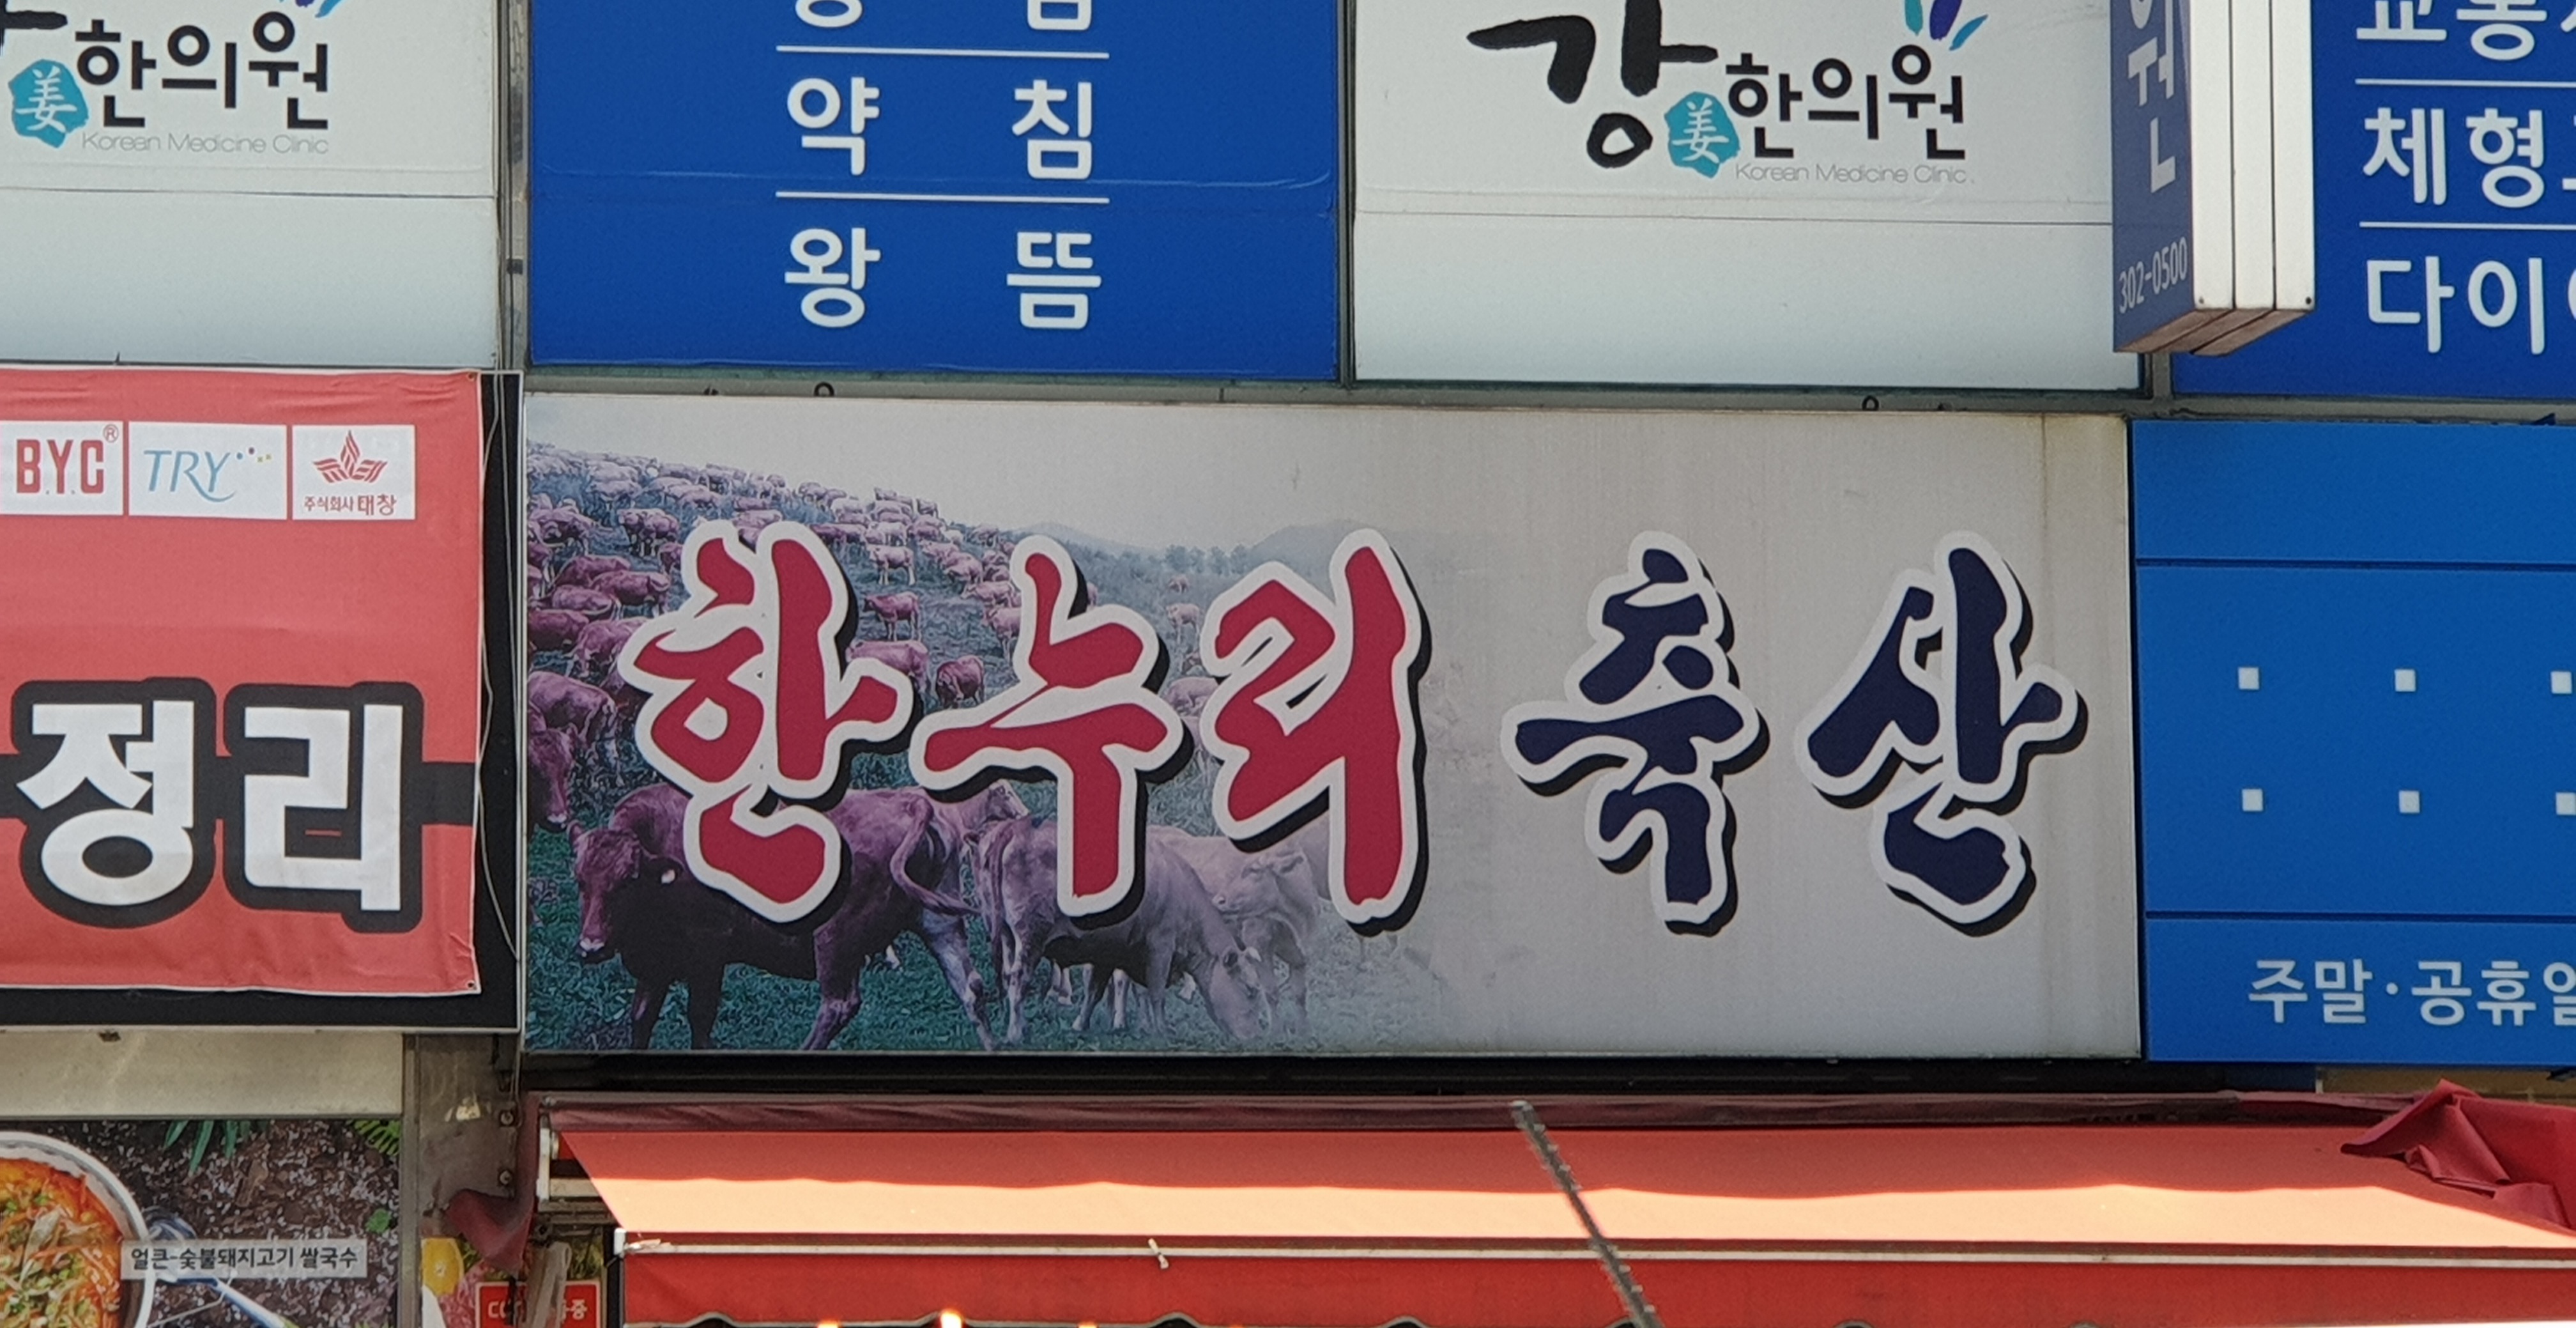 姜 한의원
Korean Medicine Clinic
약 침
왕 뜸
강 姜 한의원
Korean Medicine Clinic
302-0500
체형
다이
B.Y.C®
TRY
주식회사 태창
정리
한누리 축산
주말·공휴일
얼큰-숯불돼지고기 쌀국수